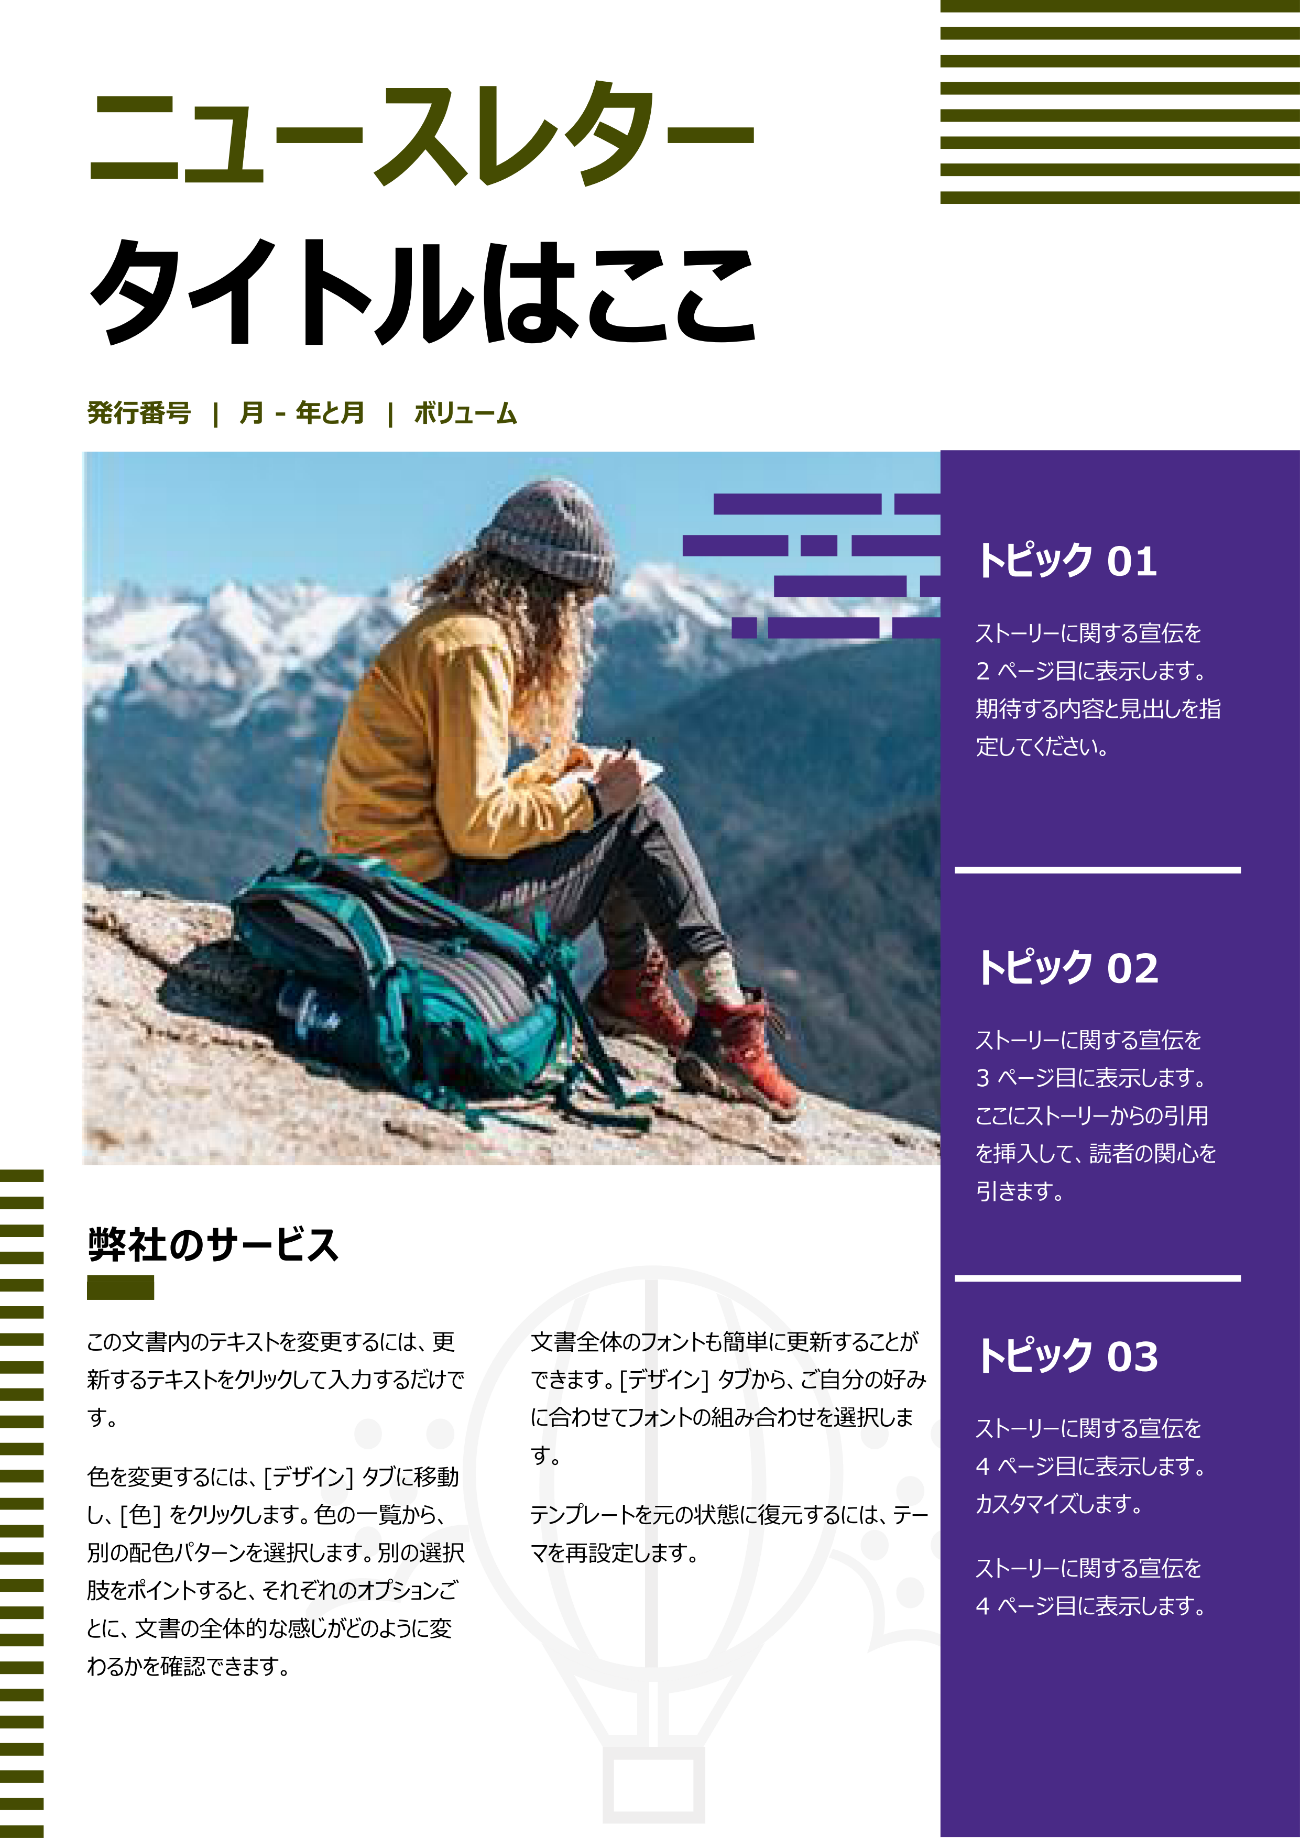 ニュースレター
タイトルはここ
発行番号 | 月 - 年と月 | ボリューム
トピック 01
ストーリーに関する宣伝を
2 ページ目に表示します。
期待する内容と見出しを指
定してください。
トピック 02
ストーリーに関する宣伝を
3 ページ目に表示します。
ここにストーリーからの引用
を挿入して、読者の関心を
引きます。
トピック 03
ストーリーに関する宣伝を
4 ページ目に表示します。
カスタマイズします。
ストーリーに関する宣伝を
4 ページ目に表示します。
弊社のサービス
この文書内のテキストを変更するには、更
新するテキストをクリックして入力するだけで
す。
色を変更するには、[デザイン] タブに移動
し、[色] をクリックします。色の一覧から、
別の配色パターンを選択します。別の選択
肢をポイントすると、それぞれのオプションご
とに、文書の全体的な感じがどのように変
わるかを確認できます。
文書全体のフォントも簡単に更新することが
できます。[デザイン] タブから、ご自分の好み
に合わせてフォントの組み合わせを選択しま
す。
テンプレートを元の状態に復元するには、テー
マを再設定します。